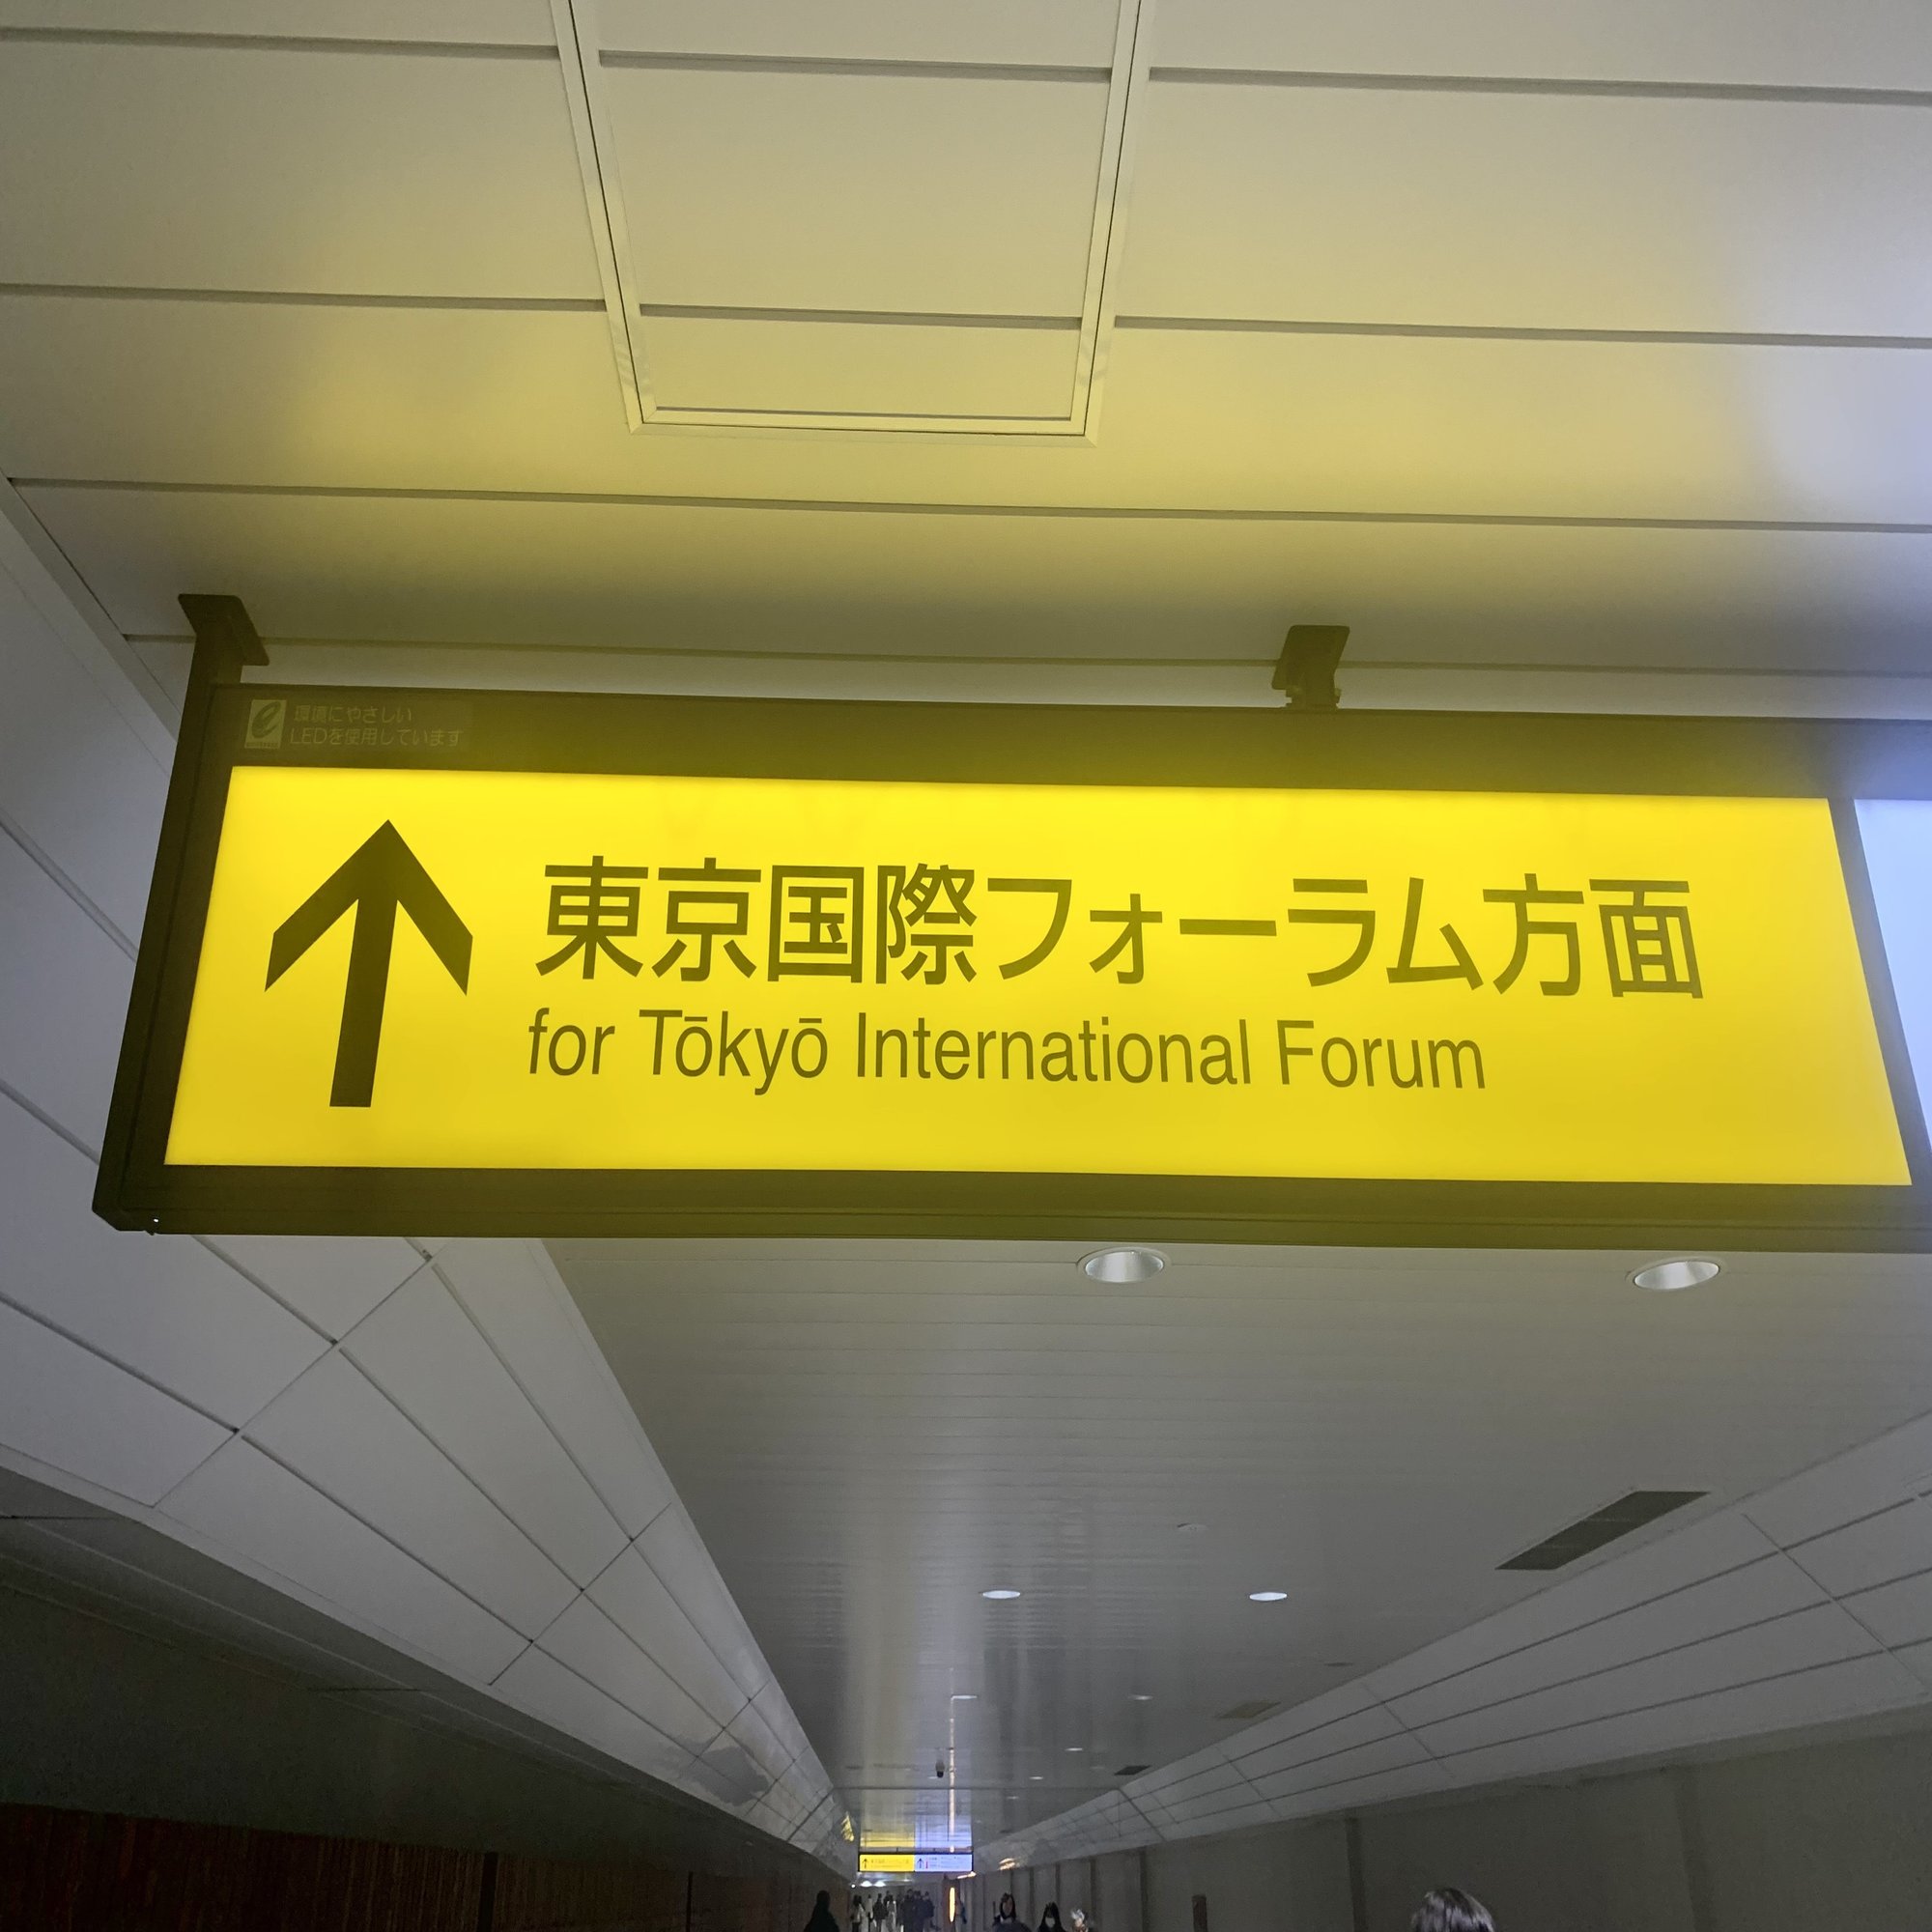 環境にやさしい
LEDを使用しています
東京国際フォーラム方面
for Tōkyō International Forum